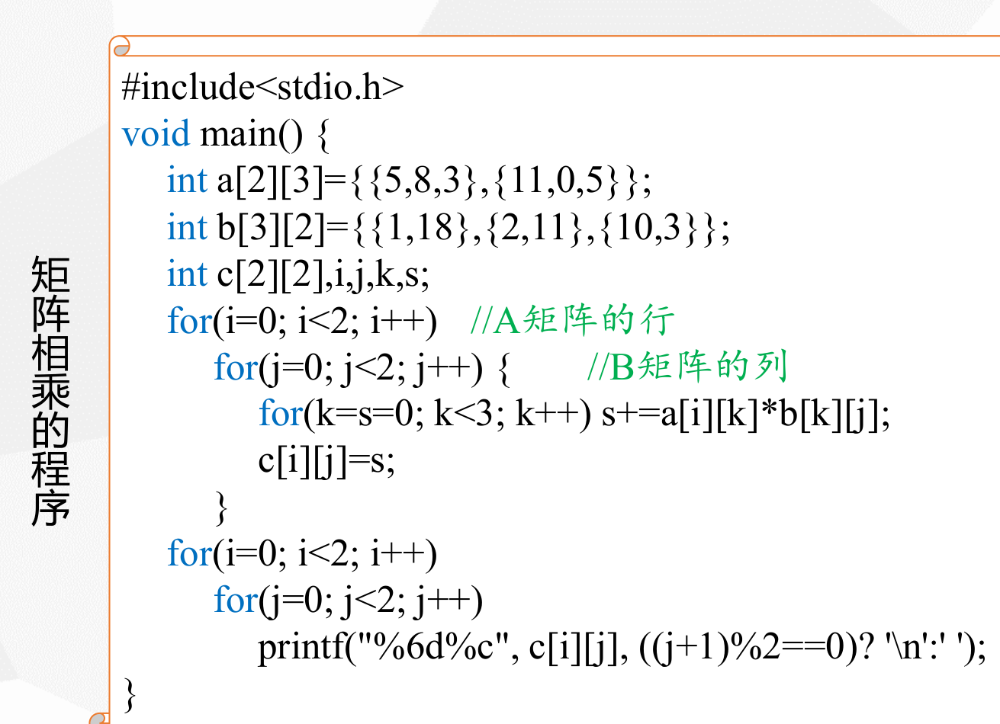 矩阵相乘的程序
#include<stdio.h>
void main() {
int a[2][3]={{5,8,3},{11,0,5}};
int b[3][2]={{1,18},{2,11},{10,3}};
int c[2][2],i,j,k,s;
for(i=0; i<2; i++) //A矩阵的行
for(j=0; j<2; j++) { //B矩阵的列
for(k=s=0; k<3; k++) s+=a[i][k]*b[k][j];
c[i][j]=s;
}
for(i=0; i<2; i++)
for(j=0; j<2; j++)
printf("%6d%c", c[i][j], ((j+1)%2==0)? '\n':' ');
}